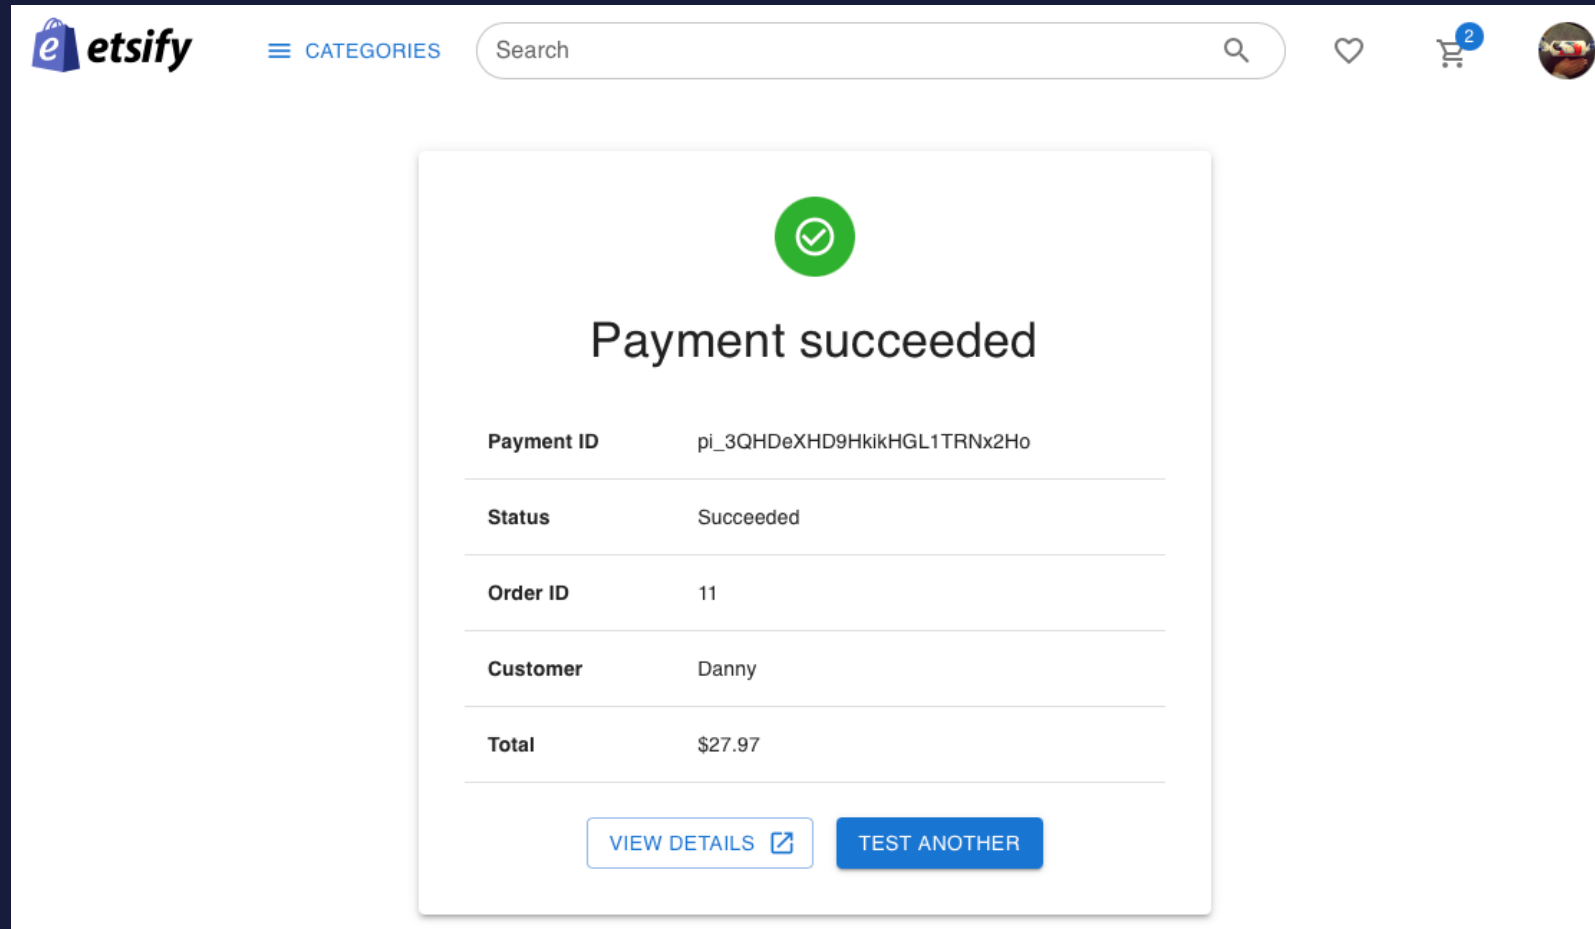 e etsify CATEGORIES Search 2
Payment succeeded
Payment ID pi_3QHDeXHD9HkikHGL1TRNx2Ho
Status Succeeded
Order ID 11
Customer Danny
Total $27.97
VIEW DETAILS TEST ANOTHER